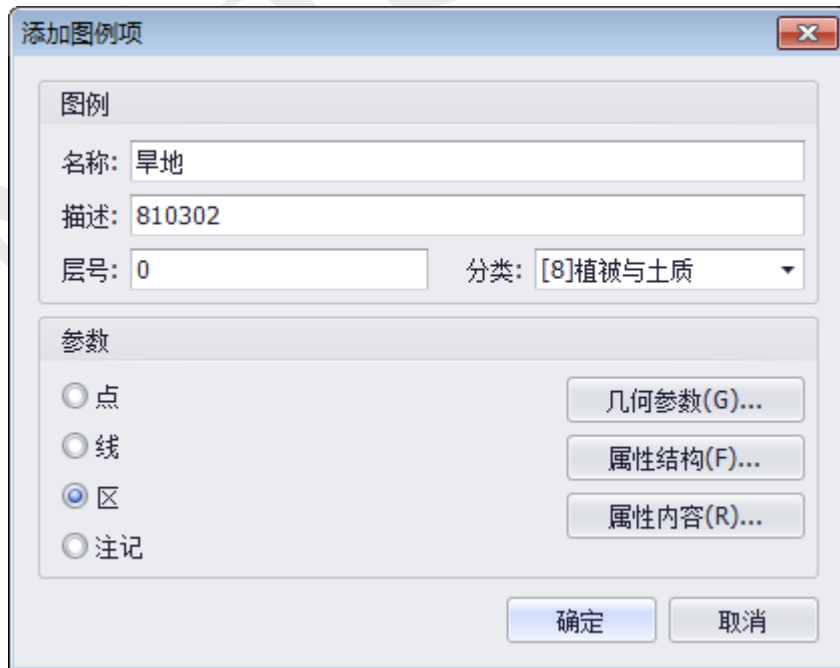 添加图例项
图例
名称: 旱地
描述: 810302
层号: 0 分类: [8]植被与土质
参数
点
几何参数(G)...
线
属性结构(F)...
区
属性内容(R)...
注记
确定 取消